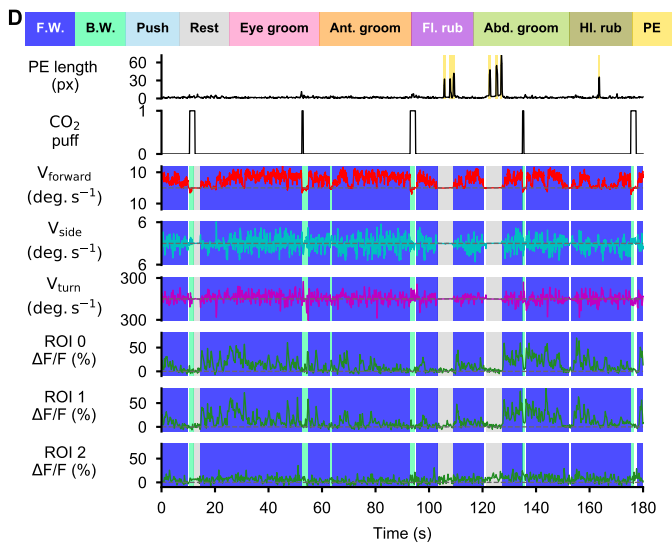 D
F.W. B.W. Push Rest Eye groom Ant. groom Fl. rub Abd. groom Hl. rub PE
PE length
(px)
60
30
0
CO2
puff
1
0
Vforward
(deg. s−1)
10
10
Vside
(deg. s−1)
6
6
Vturn
(deg. s−1)
300
300
ROI 0
ΔF/F (%)
50
0
ROI 1
ΔF/F (%)
50
0
ROI 2
ΔF/F (%)
50
0
0 20 40 60 80 100 120 140 160 180
Time (s)